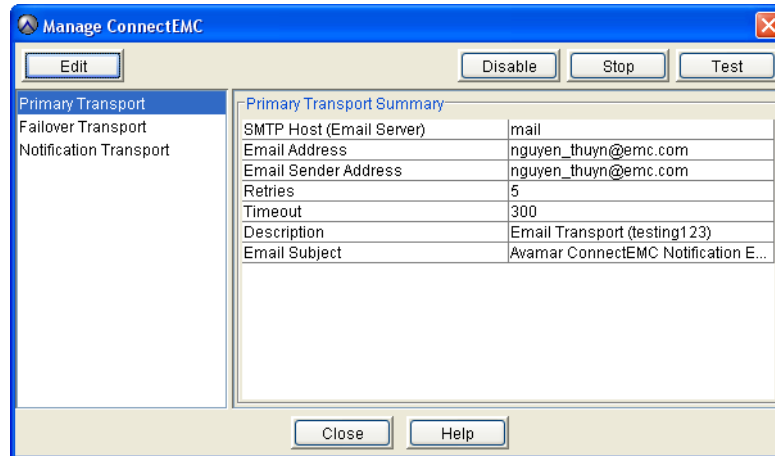 Manage ConnectEMC
Edit Disable Stop Test
Primary Transport
Failover Transport
Notification Transport
Primary Transport Summary
SMTP Host (Email Server) mail
Email Address nguyen_thuyn@emc.com
Email Sender Address nguyen_thuyn@emc.com
Retries 5
Timeout 300
Description Email Transport (testing123)
Email Subject Avamar ConnectEMC Notification E...
Close Help